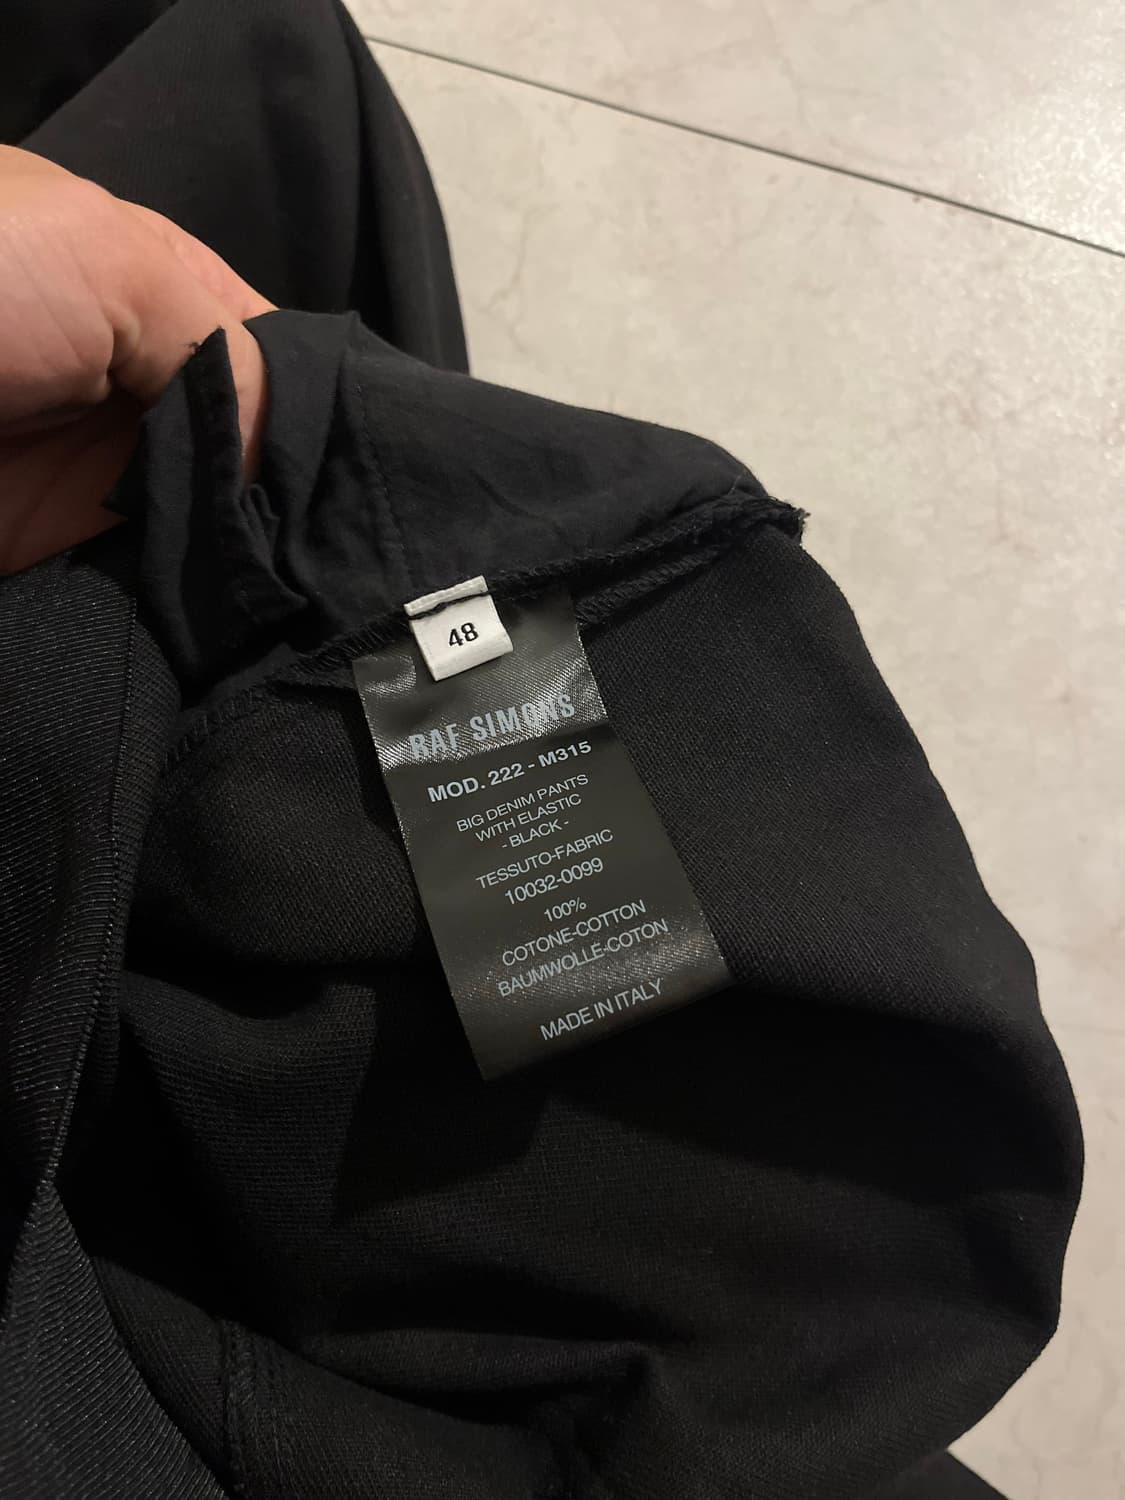 48
RAF SIMONS
MOD. 222 - M315
BIG DENIM PANTS
WITH ELASTIC
- BLACK -
TESSUTO-FABRIC
10032-0099
100%
COTONE-COTTON
BAUMWOLLE-COTON
MADE IN ITALY